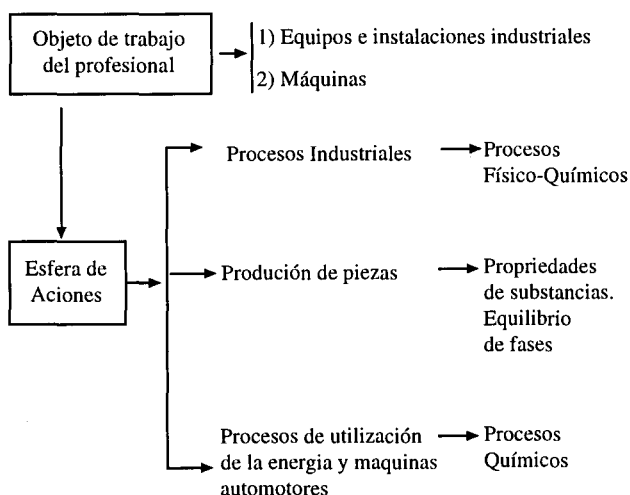 Objeto de trabajo
del profesional
1) Equipos e instalaciones industriales
2) Máquinas
Procesos Industriales
Procesos
Físico-Químicos
Esfera de
Aciones
Produción de piezas
Propriedades
de substancias.
Equilibrio
de fases
Procesos de utilización
de la energia y maquinas
automotores
Procesos
Químicos